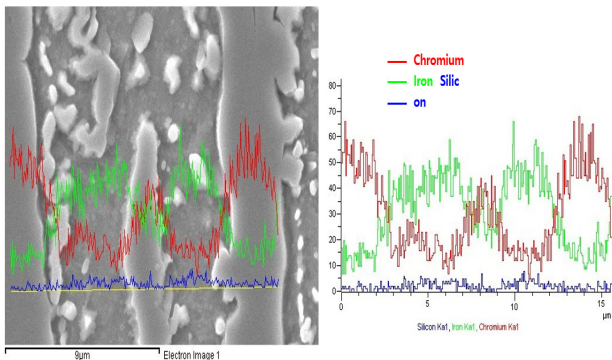 Chromium
Iron Silic
on
80
70
60
50
40
30
20
10
0
0 5 10 15
µm
Silicon Ka1, Iron Ka1, Chromium Ka1
9µm Electron Image 1